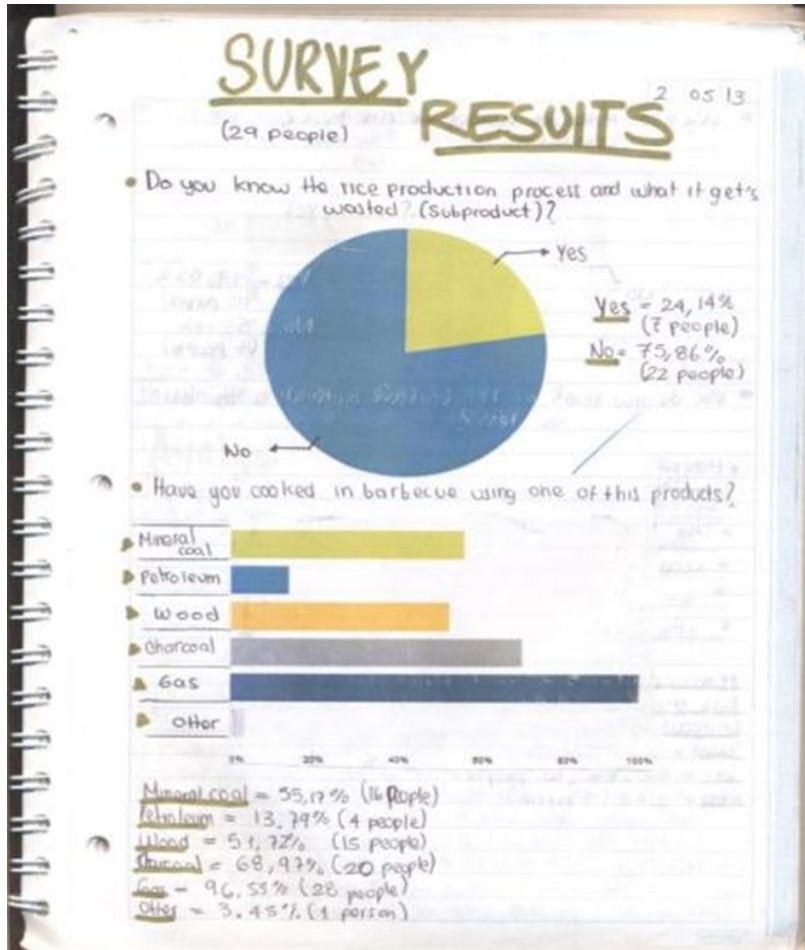 SURVEY
RESUlTS
2 05 13
(29 people)
• Do you know the rice production process and what it get's
wasted? (Subproduct)?
Yes
Yes = 24,14%
(7 people)
No = 75,86%
(22 people)
No
• Have you cooked in barbecue using one of this products?
Mineral
coal
Petroleum
Wood
Charcoal
Gas
Otter
0% 20% 40% 60% 80% 100%
Mineral coal = 55,17% (16 People)
Petroleum = 13.79% (4 people)
Wood = 51,72% (15 people)
Charcoal = 68,97% (20 people)
Gas = 96.55% (28 people)
Otter = 3.45% (1 person)